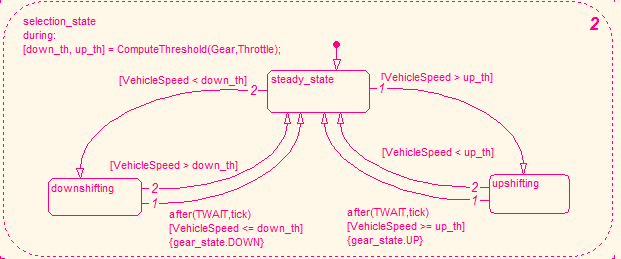 selection_state
during:
[down_th, up_th] = ComputeThreshold(Gear,Throttle);
2
[VehicleSpeed < down_th]
2
steady_state
1
[VehicleSpeed > up_th]
[VehicleSpeed > down_th]
[VehicleSpeed < up_th]
downshifting
2
1
2
1
upshifting
after(TWAIT,tick)
[VehicleSpeed <= down_th]
{gear_state.DOWN}
after(TWAIT,tick)
[VehicleSpeed >= up_th]
{gear_state.UP}